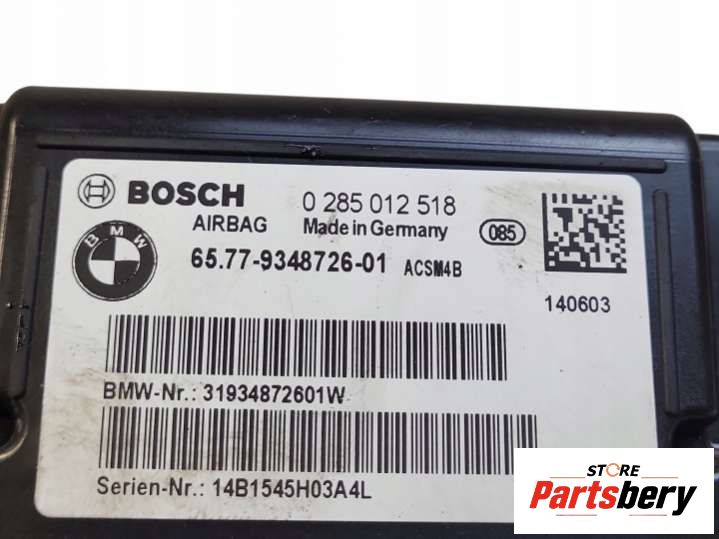 BOSCH 0 285 012 518
AIRBAG Made in Germany 085
BMW 65.77-9348726-01 ACSM4B
140603
BMW-Nr.: 31934872601W
Serien-Nr.: 14B1545H03A4L
STORE
Partsbery